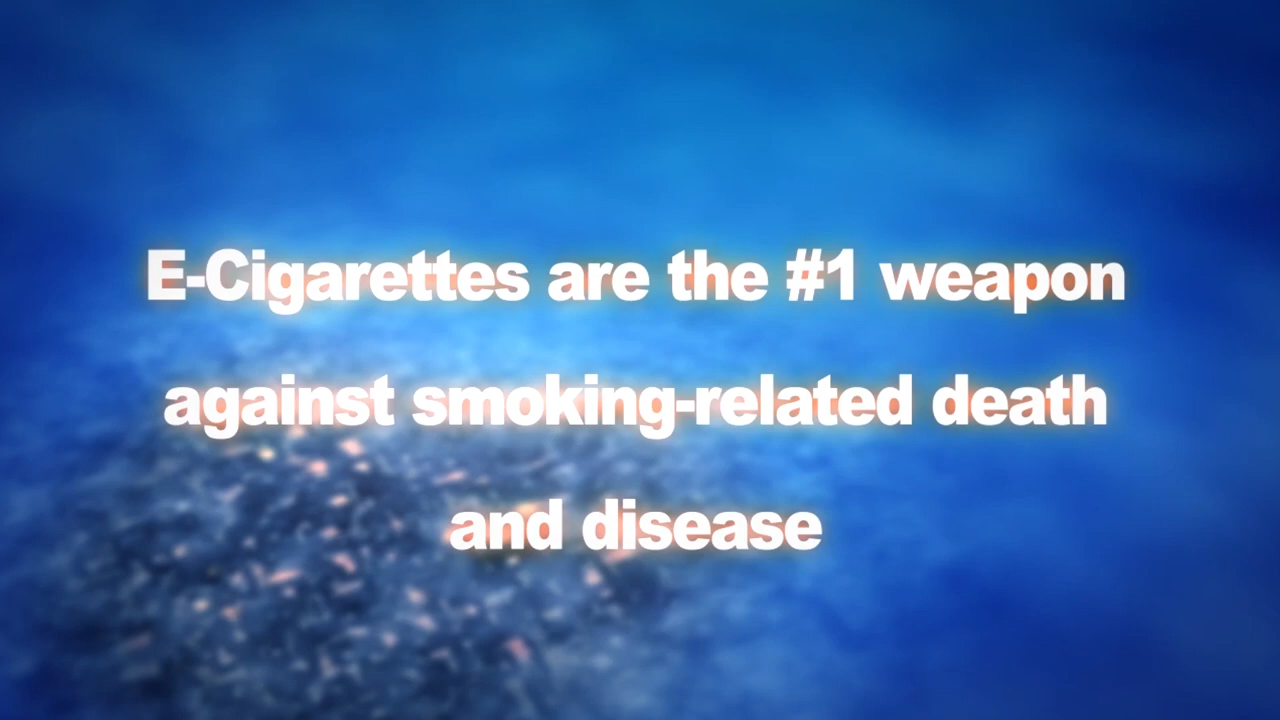 E-Cigarettes are the #1 weapon
against smoking-related death
and disease